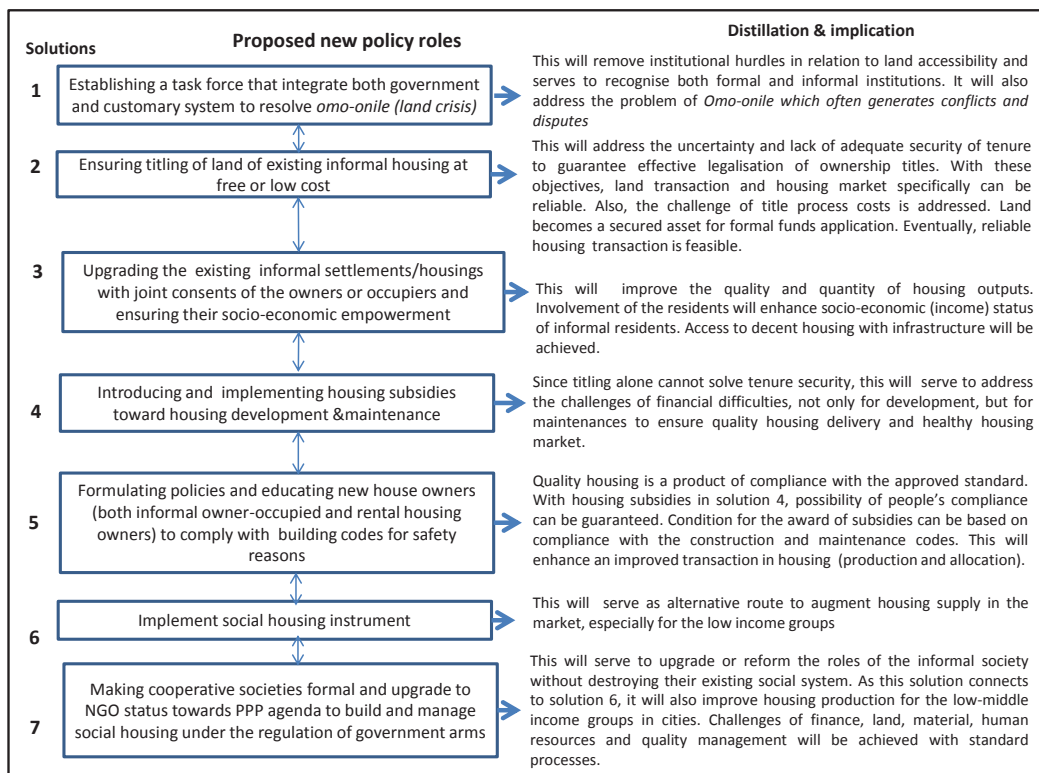 Solutions
Proposed new policy roles
Distillation & implication
1
Establishing a task force that integrate both government
and customary system to resolve omo-onile (land crisis)
This will remove institutional hurdles in relation to land accessibility and
serves to recognise both formal and informal institutions. It will also
address the problem of Omo-onile which often generates conflicts and
disputes
2
Ensuring titling of land of existing informal housing at
free or low cost
This will address the uncertainty and lack of adequate security of tenure
to guarantee effective legalisation of ownership titles. With these
objectives, land transaction and housing market specifically can be
reliable. Also, the challenge of title process costs is addressed. Land
becomes a secured asset for formal funds application. Eventually, reliable
housing transaction is feasible.
3
Upgrading the existing informal settlements/housings
with joint consents of the owners or occupiers and
ensuring their socio-economic empowerment
This will improve the quality and quantity of housing outputs.
Involvement of the residents will enhance socio-economic (income) status
of informal residents. Access to decent housing with infrastructure will be
achieved.
4
Introducing and implementing housing subsidies
toward housing development &maintenance
Since titling alone cannot solve tenure security, this will serve to address
the challenges of financial difficulties, not only for development, but for
maintenances to ensure quality housing delivery and healthy housing
market.
5
Formulating policies and educating new house owners
(both informal owner-occupied and rental housing
owners) to comply with building codes for safety
reasons
Quality housing is a product of compliance with the approved standard.
With housing subsidies in solution 4, possibility of people's compliance
can be guaranteed. Condition for the award of subsidies can be based on
compliance with the construction and maintenance codes. This will
enhance an improved transaction in housing (production and allocation).
6
Implement social housing instrument
This will serve as alternative route to augment housing supply in the
market, especially for the low income groups
7
Making cooperative societies formal and upgrade to
NGO status towards PPP agenda to build and manage
social housing under the regulation of government arms
This will serve to upgrade or reform the roles of the informal society
without destroying their existing social system. As this solution connects
to solution 6, it will also improve housing production for the low-middle
income groups in cities. Challenges of finance, land, material, human
resources and quality management will be achieved with standard
processes.